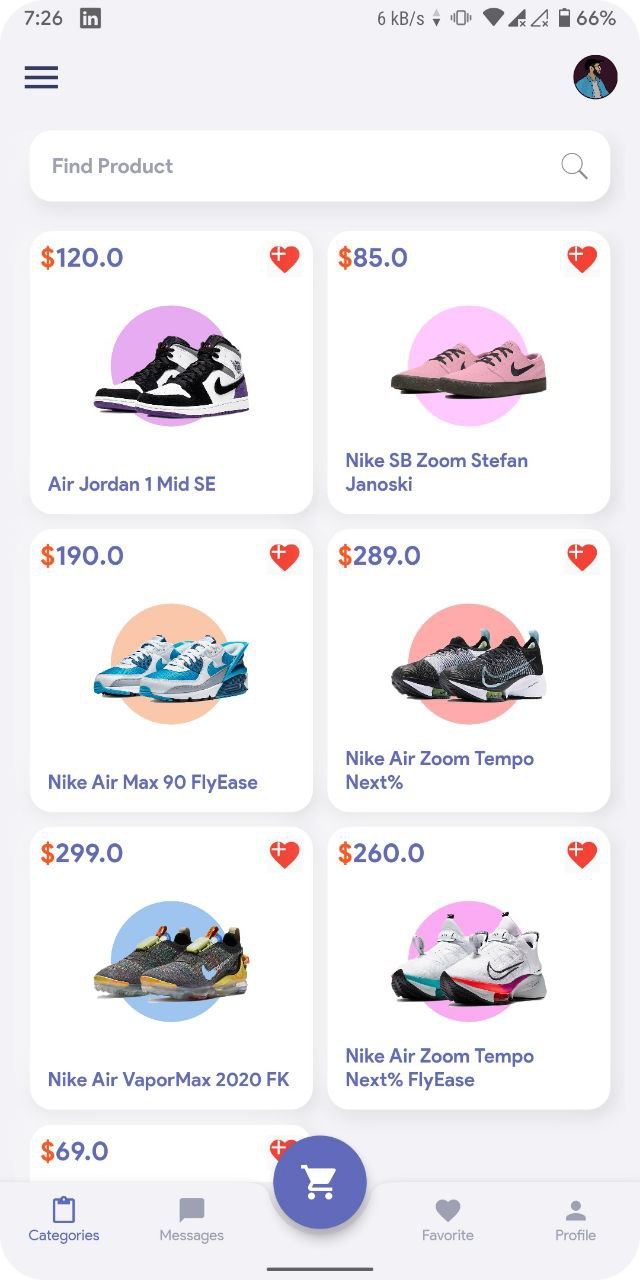 7:26 in 6 kB/s 66%
Find Product
$120.0
$85.0
Air Jordan 1 Mid SE
Nike SB Zoom Stefan
Janoski
$190.0
$289.0
Nike Air Max 90 FlyEase
Nike Air Zoom Tempo
Next%
$299.0
$260.0
Nike Air VaporMax 2020 FK
Nike Air Zoom Tempo
Next% FlyEase
$69.0
Categories
Messages
Favorite
Profile